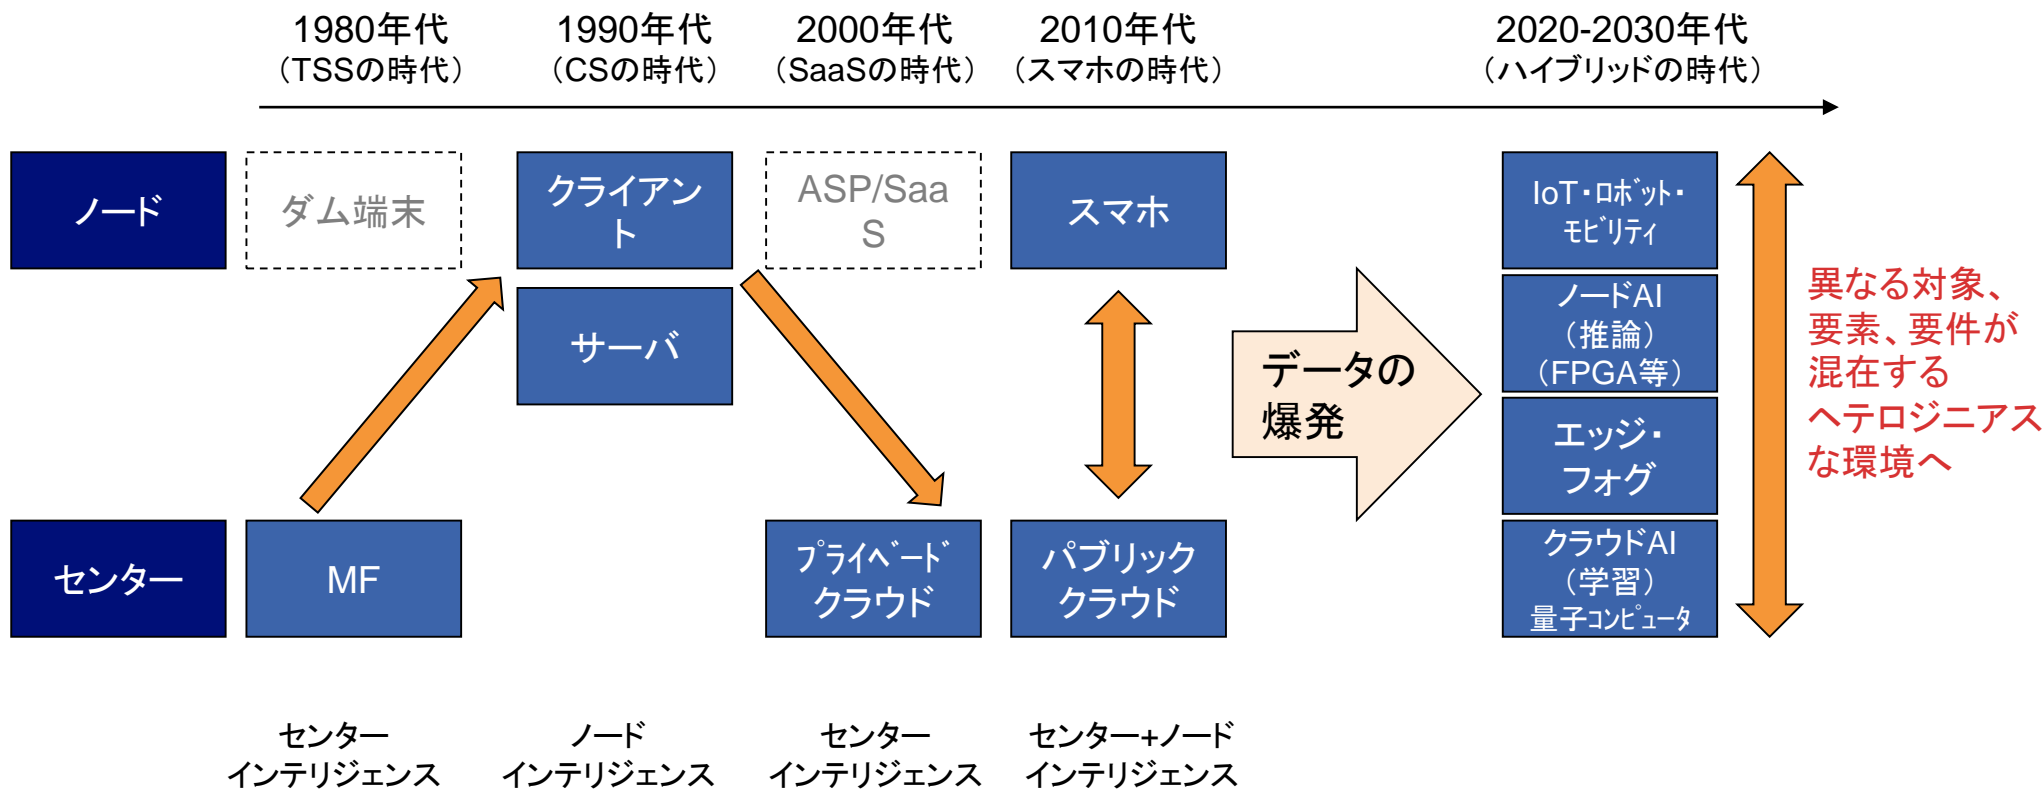 1980年代
（TSSの時代）
1990年代
（CSの時代）
2000年代
（SaaSの時代）
2010年代
（スマホの時代）
2020-2030年代
（ハイブリッドの時代）
ノード
ダム端末
クライアン
ト
サーバ
ASP/Saa
S
スマホ
データの
爆発
IoT・ﾛﾎﾞｯﾄ・
ﾓﾋﾞﾘﾃｨ
ノードAI
（推論）
（FPGA等）
エッジ・
フォグ
クラウドAI
（学習）
量子ｺﾝﾋﾟｭｰﾀ
異なる対象、
要素、要件が
混在する
ヘテロジニアス
な環境へ
センター
MF
ﾌﾟﾗｲﾍﾞｰﾄﾞ
クラウド
パブリック
クラウド
センター
インテリジェンス
ノード
インテリジェンス
センター
インテリジェンス
センター+ノード
インテリジェンス